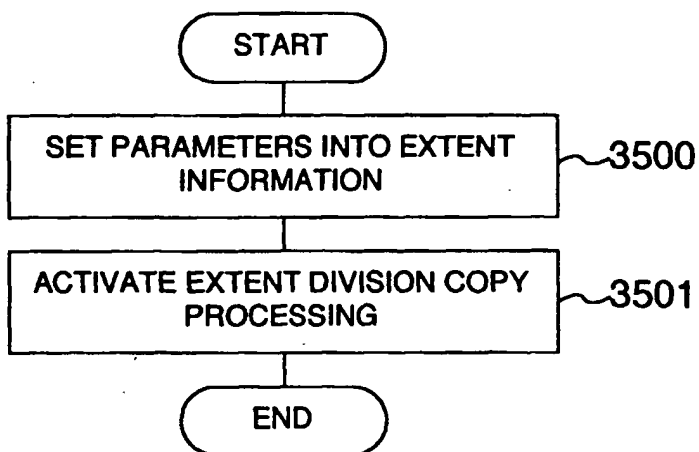 START
SET PARAMETERS INTO EXTENT
INFORMATION
3500
ACTIVATE EXTENT DIVISION COPY
PROCESSING
3501
END